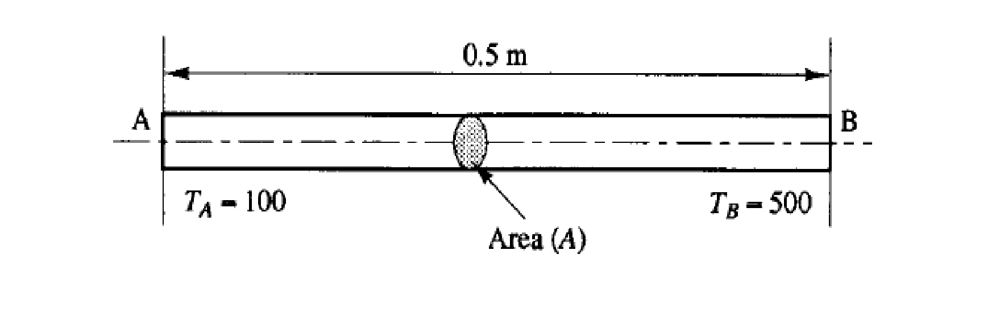 0.5 m
A
B
T_A = 100
T_B = 500
Area (A)